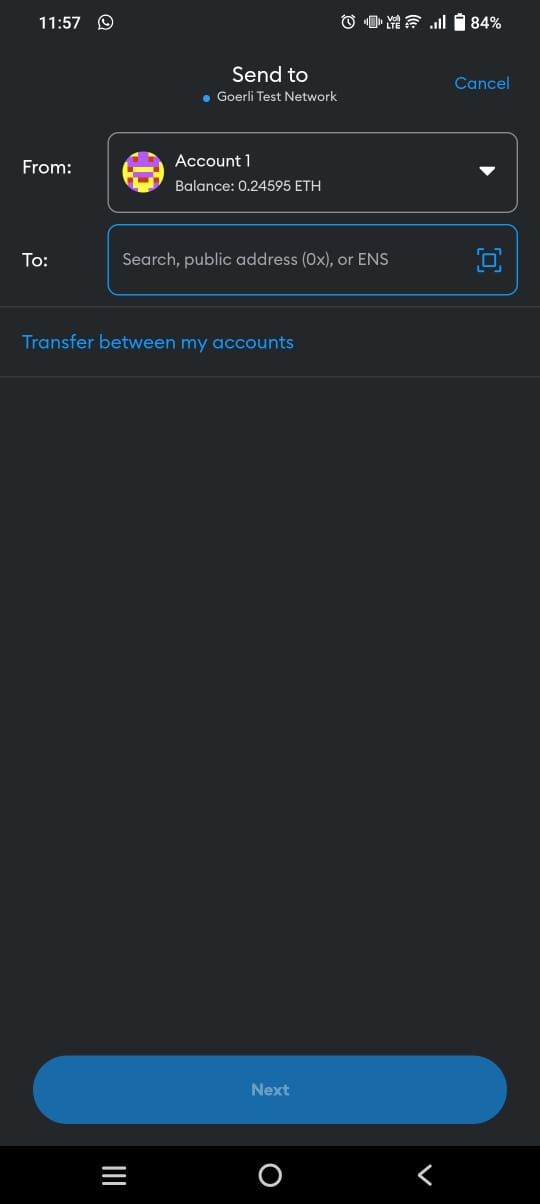 11:57
Vo) LTE
84%
Send to
Goerli Test Network
Cancel
From:
Account 1
Balance: 0.24595 ETH
To:
Search, public address (0x), or ENS
Transfer between my accounts
Next